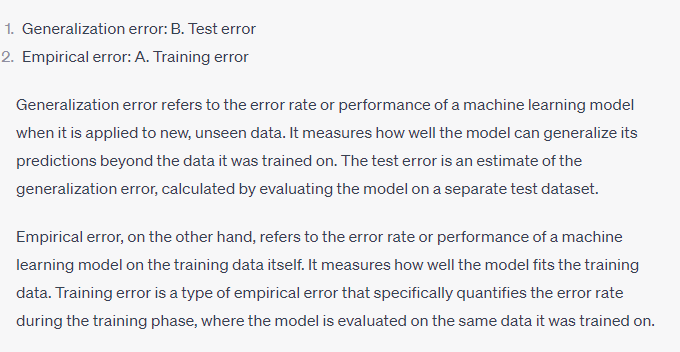 1. Generalization error: B. Test error
2. Empirical error: A. Training error
Generalization error refers to the error rate or performance of a machine learning model
when it is applied to new, unseen data. It measures how well the model can generalize its
predictions beyond the data it was trained on. The test error is an estimate of the
generalization error, calculated by evaluating the model on a separate test dataset.
Empirical error, on the other hand, refers to the error rate or performance of a machine
learning model on the training data itself. It measures how well the model fits the training
data. Training error is a type of empirical error that specifically quantifies the error rate
during the training phase, where the model is evaluated on the same data it was trained on.